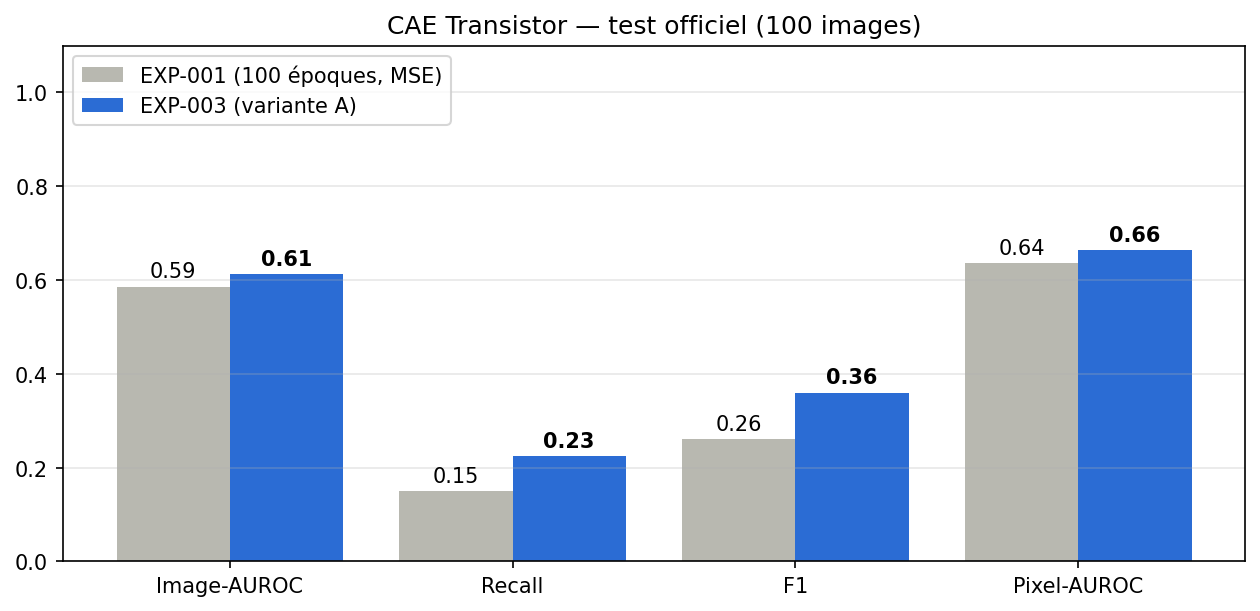 CAE Transistor — test officiel (100 images)
EXP-001 (100 époques, MSE)
EXP-003 (variante A)
1.0
0.8
0.6
0.4
0.2
0.0
0.59
0.61
0.15
0.23
0.26
0.36
0.64
0.66
Image-AUROC
Recall
F1
Pixel-AUROC